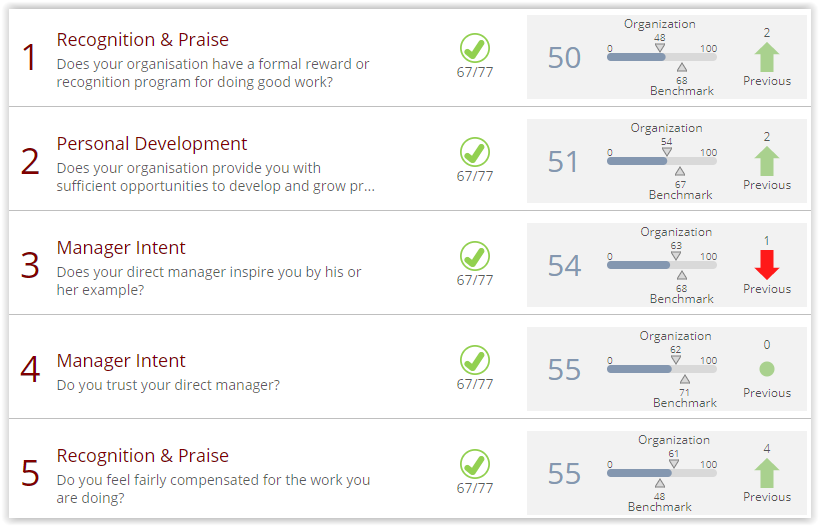 1
Recognition & Praise
Does your organisation have a formal reward or
recognition program for doing good work?
67/77
50
Organization
48
0 100
68
Benchmark
2
Previous
2
Personal Development
Does your organisation provide you with
sufficient opportunities to develop and grow pr...
67/77
51
Organization
54
0 100
67
Benchmark
2
Previous
3
Manager Intent
Does your direct manager inspire you by his or
her example?
67/77
54
Organization
63
0 100
68
Benchmark
1
Previous
4
Manager Intent
Do you trust your direct manager?
67/77
55
Organization
62
0 100
71
Benchmark
0
Previous
5
Recognition & Praise
Do you feel fairly compensated for the work you
are doing?
67/77
55
Organization
61
0 100
48
Benchmark
4
Previous